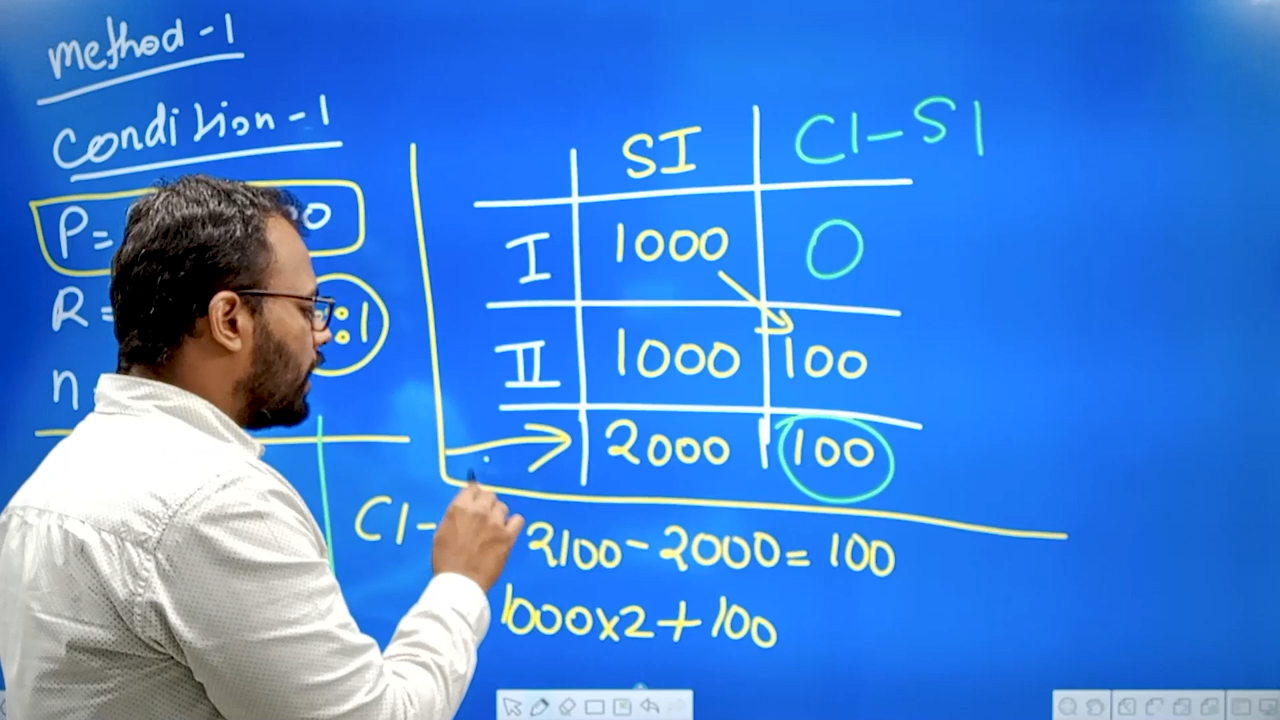 Method-1
Condition-1
P=
R=
:: 1
n
SI CI-SI
I 1000 0
II 1000 100
2000 100
CI-
2100-2000=100
1000x2+100